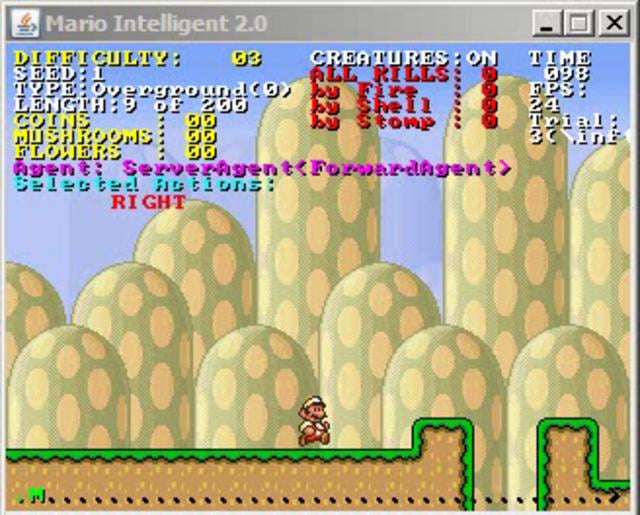 Mario Intelligent 2.0
DIFFICULTY: 03 CREATURES:ON TIME
SEED:1 ALL KILLS: 0 098
TYPE:Overground(0) by Fire : 0 FPS:
LENGTH:9 of 200 by Shell : 0 24
COINS : 00 by Stomp : 0 Trial:
MUSHROOMS: 00 3(\inf
FLOWERS : 00
Agent: ServerAgent<ForwardAgent>
Selected Actions:
RIGHT
.M